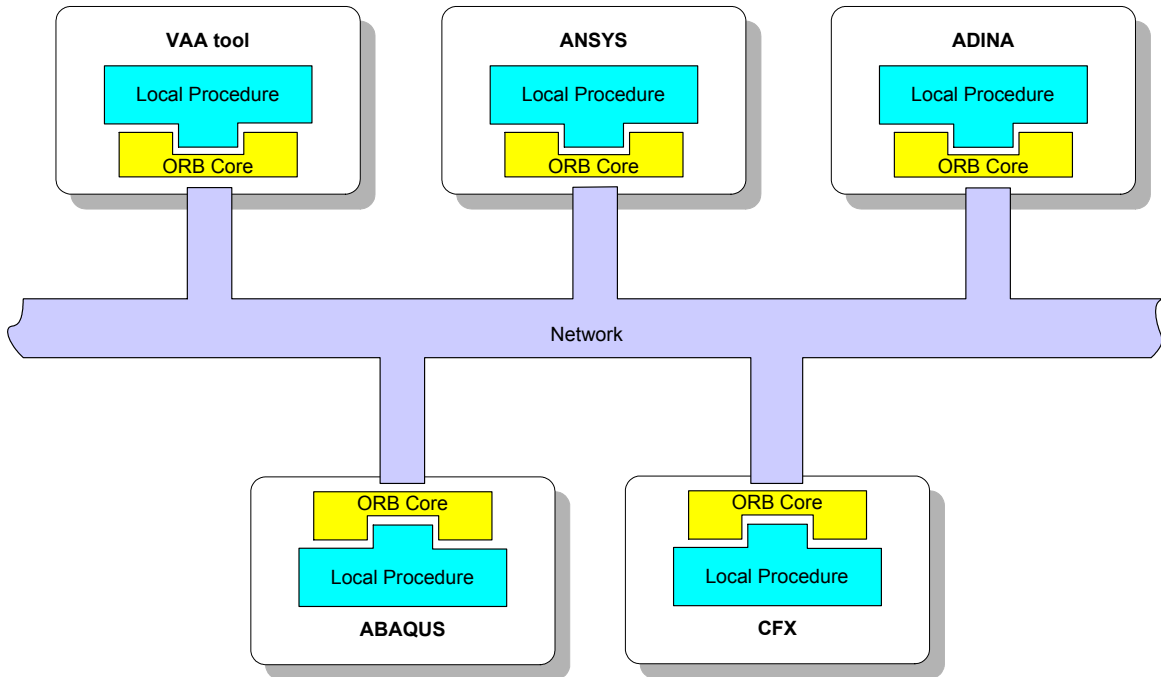 VAA tool
Local Procedure
ORB Core
ANSYS
Local Procedure
ORB Core
ADINA
Local Procedure
ORB Core
Network
ORB Core
Local Procedure
ABAQUS
ORB Core
Local Procedure
CFX